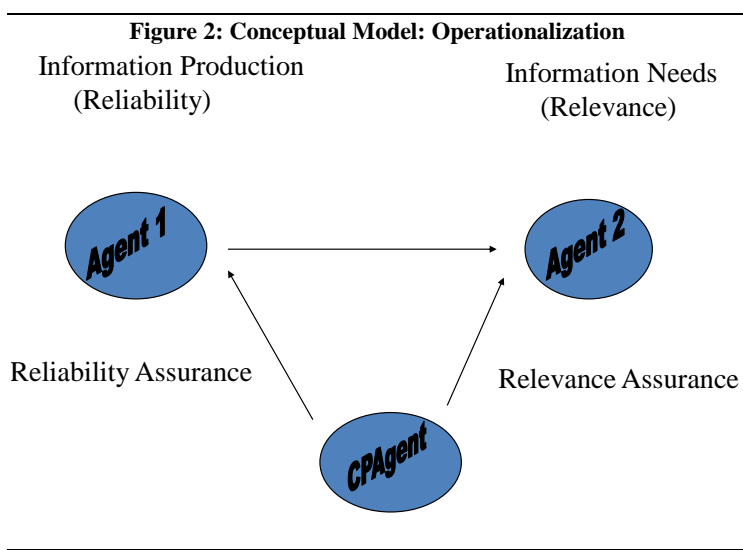 Figure 2: Conceptual Model: Operationalization
Information Production
(Reliability)
Information Needs
(Relevance)
Agent 1
Agent 2
Reliability Assurance
Relevance Assurance
CPAgent